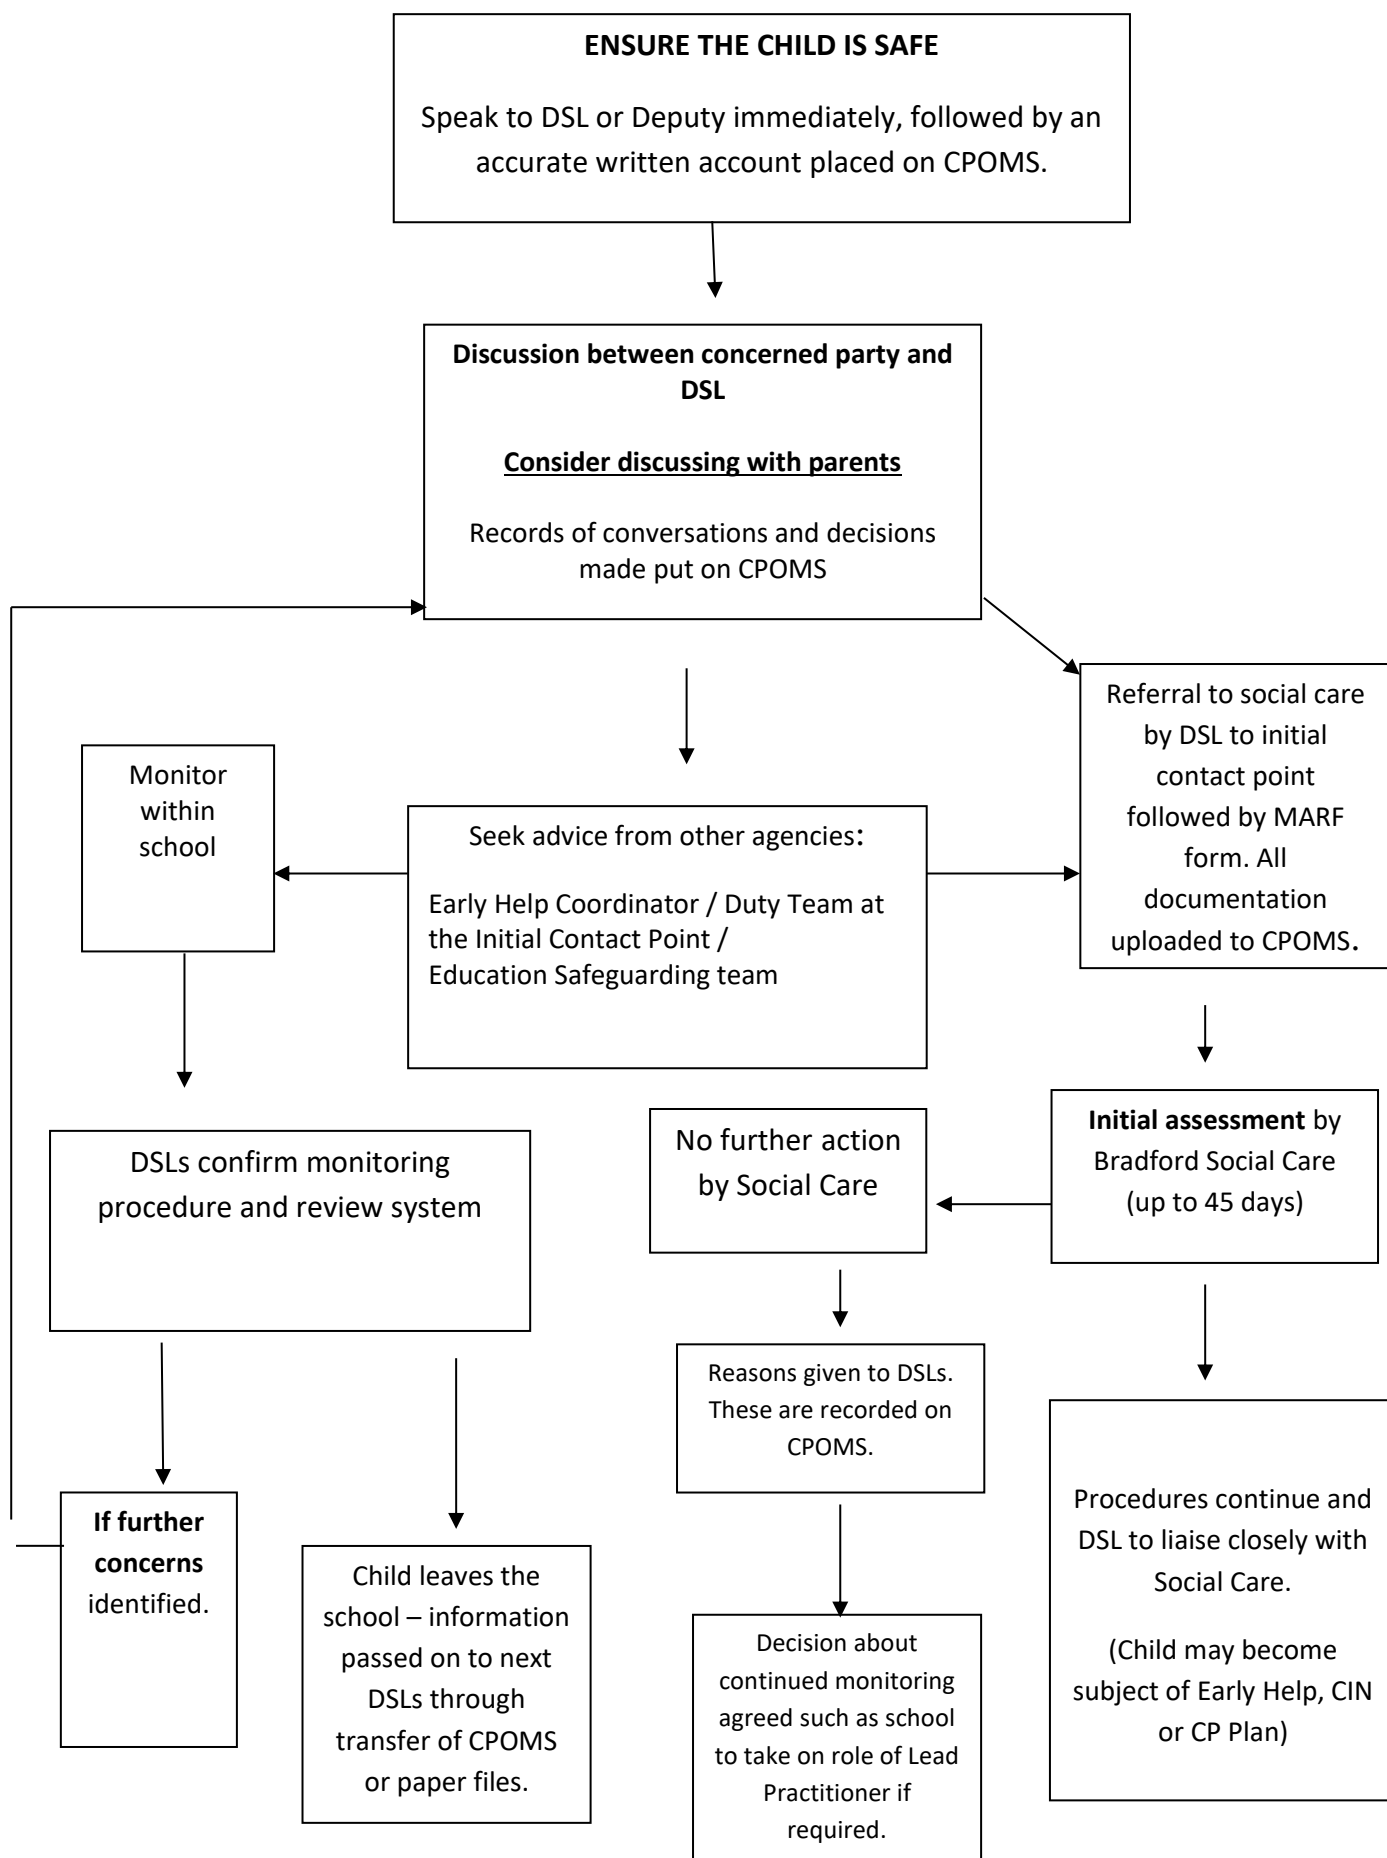 ENSURE THE CHILD IS SAFE
Speak to DSL or Deputy immediately, followed by an
accurate written account placed on CPOMS.
Discussion between concerned party and
DSL
Consider discussing with parents
Records of conversations and decisions
made put on CPOMS
Referral to social care
by DSL to initial
contact point
followed by MARF
form. All
documentation
uploaded to CPOMS.
Monitor
within
school
Seek advice from other agencies:
Early Help Coordinator / Duty Team at
the Initial Contact Point /
Education Safeguarding team
Initial assessment by
Bradford Social Care
(up to 45 days)
No further action
by Social Care
DSLs confirm monitoring
procedure and review system
Reasons given to DSLs.
These are recorded on
CPOMS.
Procedures continue and
DSL to liaise closely with
Social Care.
(Child may become
subject of Early Help, CIN
or CP Plan)
If further
concerns
identified.
Child leaves the
school – information
passed on to next
DSLs through
transfer of CPOMS
or paper files.
Decision about
continued monitoring
agreed such as school
to take on role of Lead
Practitioner if
required.